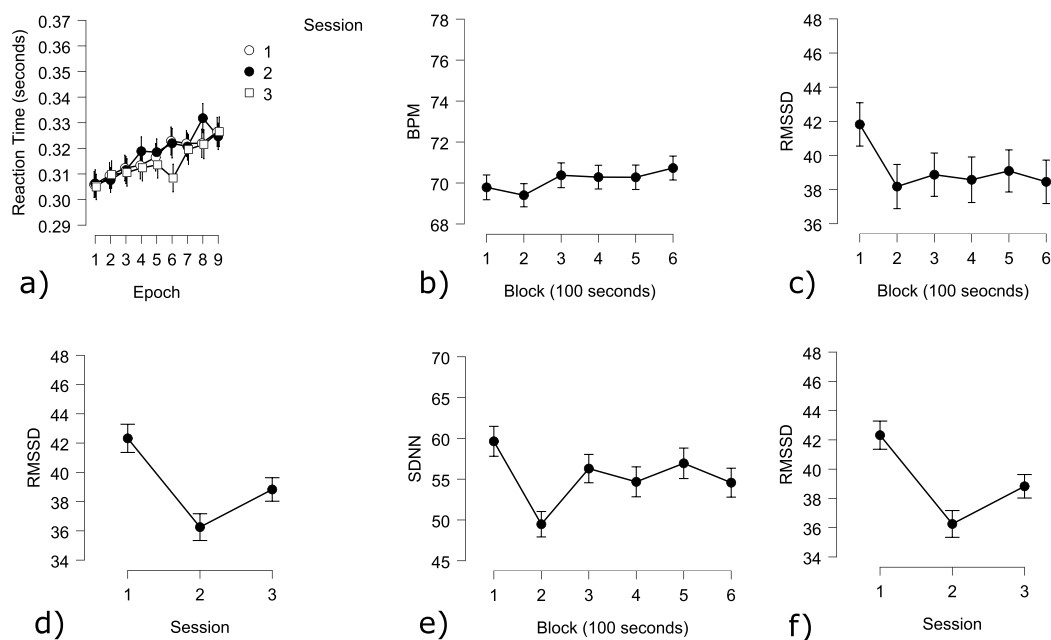 Session
1
2
3
0.37
0.36
0.34
0.33
0.32
0.31
0.30
0.29
Reaction Time (seconds)
1 2 3 4 5 6 7 8 9
Epoch
a)
78
76
74
72
70
68
BPM
1 2 3 4 5 6
Block (100 seconds)
b)
48
46
44
42
40
38
36
RMSSD
1 2 3 4 5 6
Block (100 seocnds)
c)
48
46
44
42
40
38
36
34
RMSSD
1 2 3
Session
d)
70
65
60
55
50
45
SDNN
1 2 3 4 5 6
Block (100 seconds)
e)
48
46
44
42
40
38
36
34
RMSSD
1 2 3
Session
f)